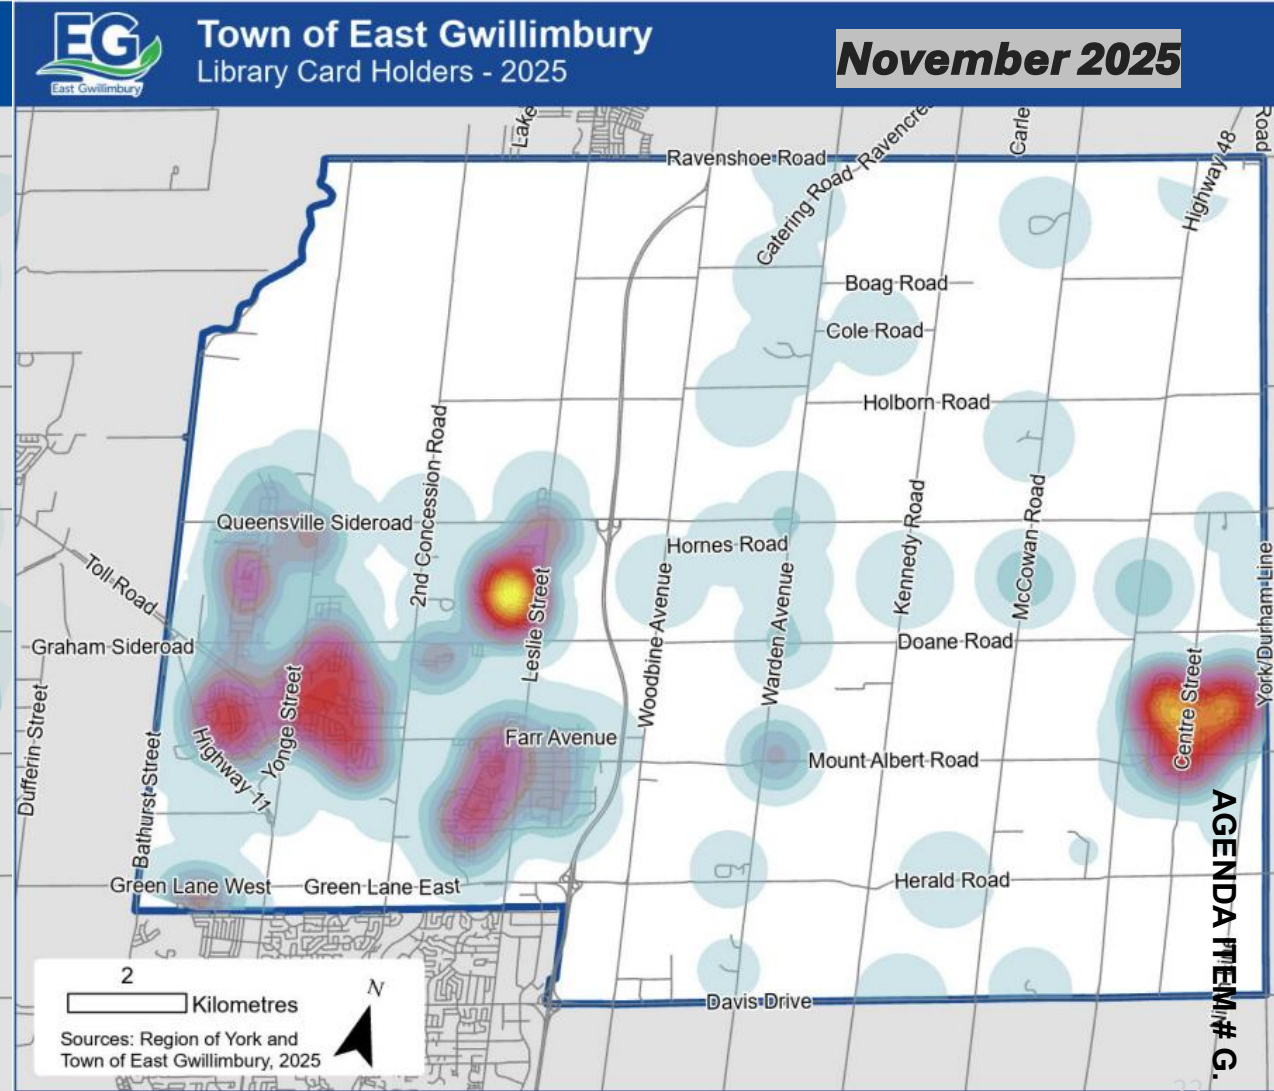 EG
East Gwillimbury
Town of East Gwillimbury
Library Card Holders - 2025
November 2025
Lake
Ravenshoe Road
Catering Road
Ravencre
Carle
Highway 48
Road
Boag Road
Cole Road
Holborn Road
2nd Concession Road
Queensville Sideroad
Toll Road
Graham Sideroad
Hornes Road
Leslie Street
Woodbine Avenue
Warden Avenue
Kennedy Road
McCowan Road
York/Durham Line
Doane Road
Dufferin Street
Bathurst Street
Highway 11
Yonge Street
Farr Avenue
Mount Albert Road
Centre Street
Green Lane West
Green Lane East
Herald Road
Davis Drive
AGENDA ITEM # G.
2
Kilometres
N
Sources: Region of York and
Town of East Gwillimbury, 2025